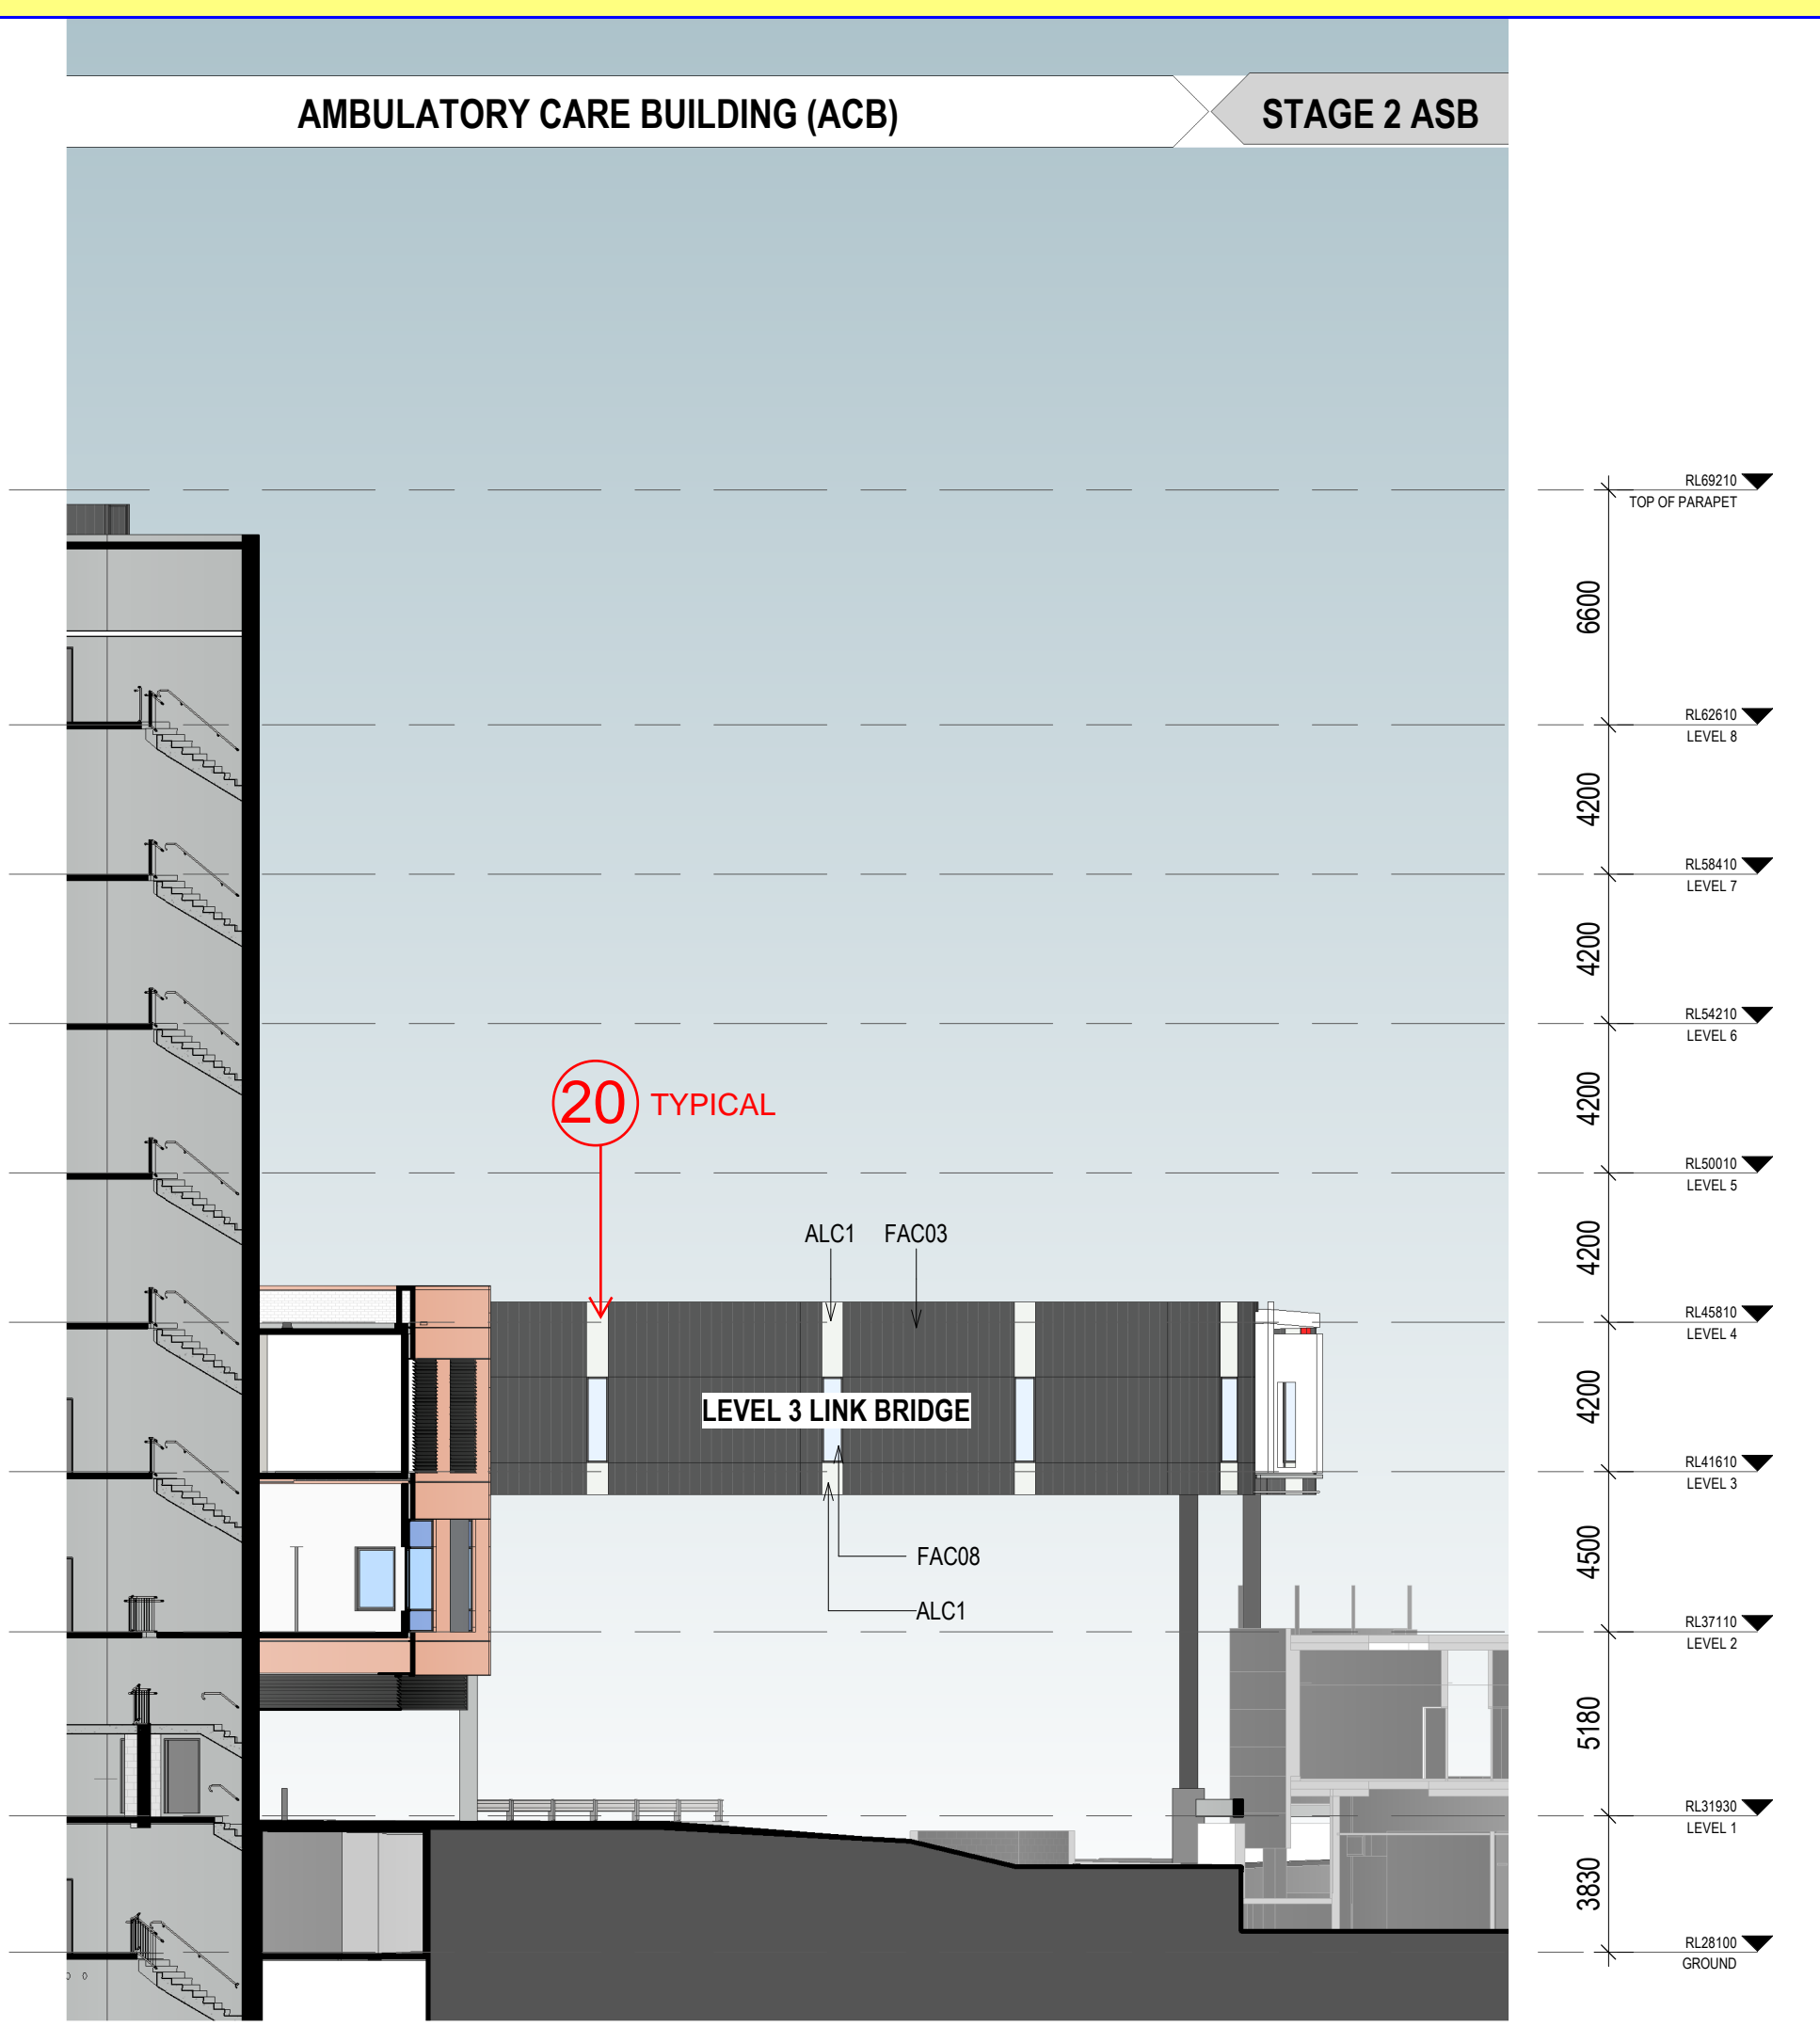 AMBULATORY CARE BUILDING (ACB)
STAGE 2 ASB
RL69210
TOP OF PARAPET
6600
RL62610
LEVEL 8
4200
RL58410
LEVEL 7
4200
RL54210
LEVEL 6
4200
20 TYPICAL
RL50010
LEVEL 5
4200
ALC1 FAC03
RL45810
LEVEL 4
4200
LEVEL 3 LINK BRIDGE
RL41610
LEVEL 3
4500
FAC08
ALC1
RL37110
LEVEL 2
5180
RL31930
LEVEL 1
3830
RL28100
GROUND